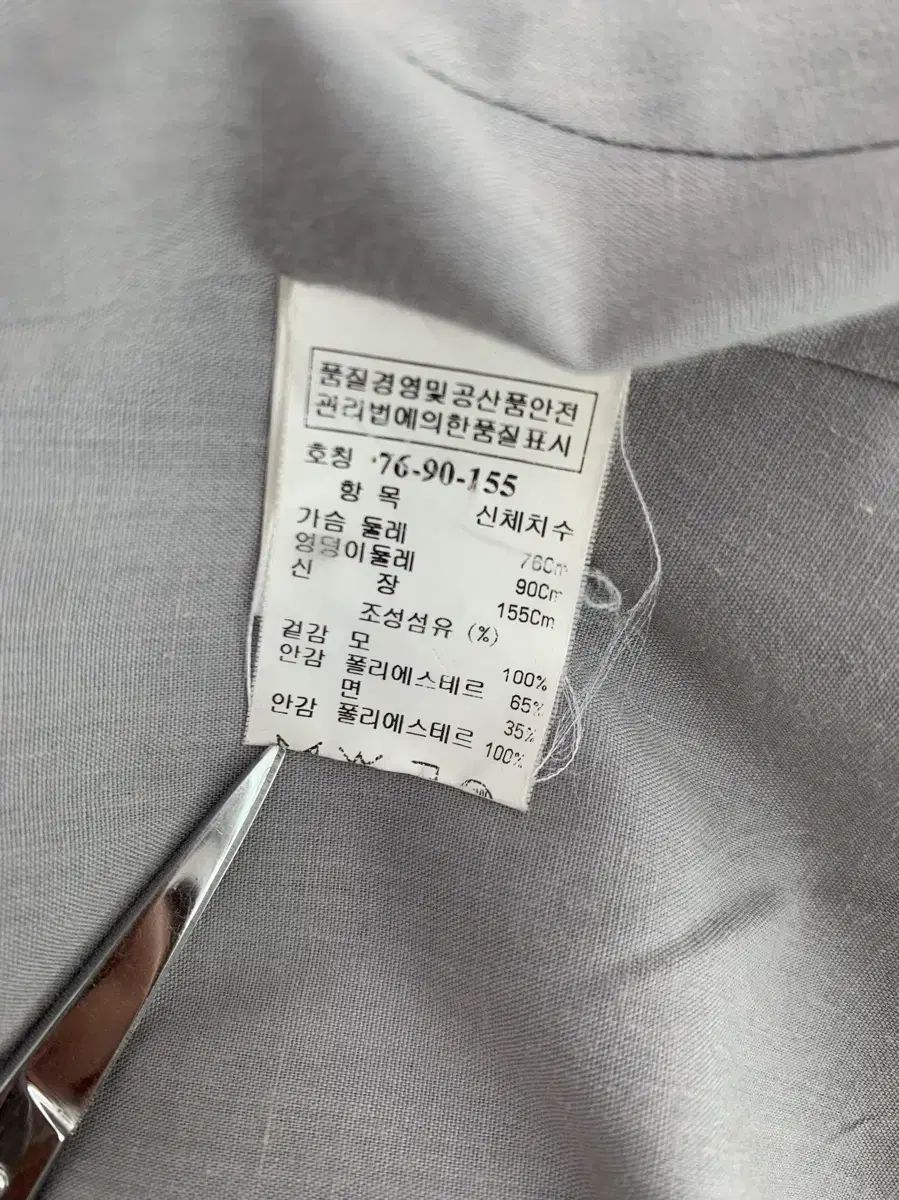 품질경영및공산품안전
관리법에의한품질표시
호칭 76-90-155
항 목 신체치수
가슴 둘레 76Cm
엉덩이둘레 90Cm
신 장 155Cm
조성섬유 (%)
겉감 모 100%
안감 폴리에스테르 65%
면 35%
안감 폴리에스테르 100%